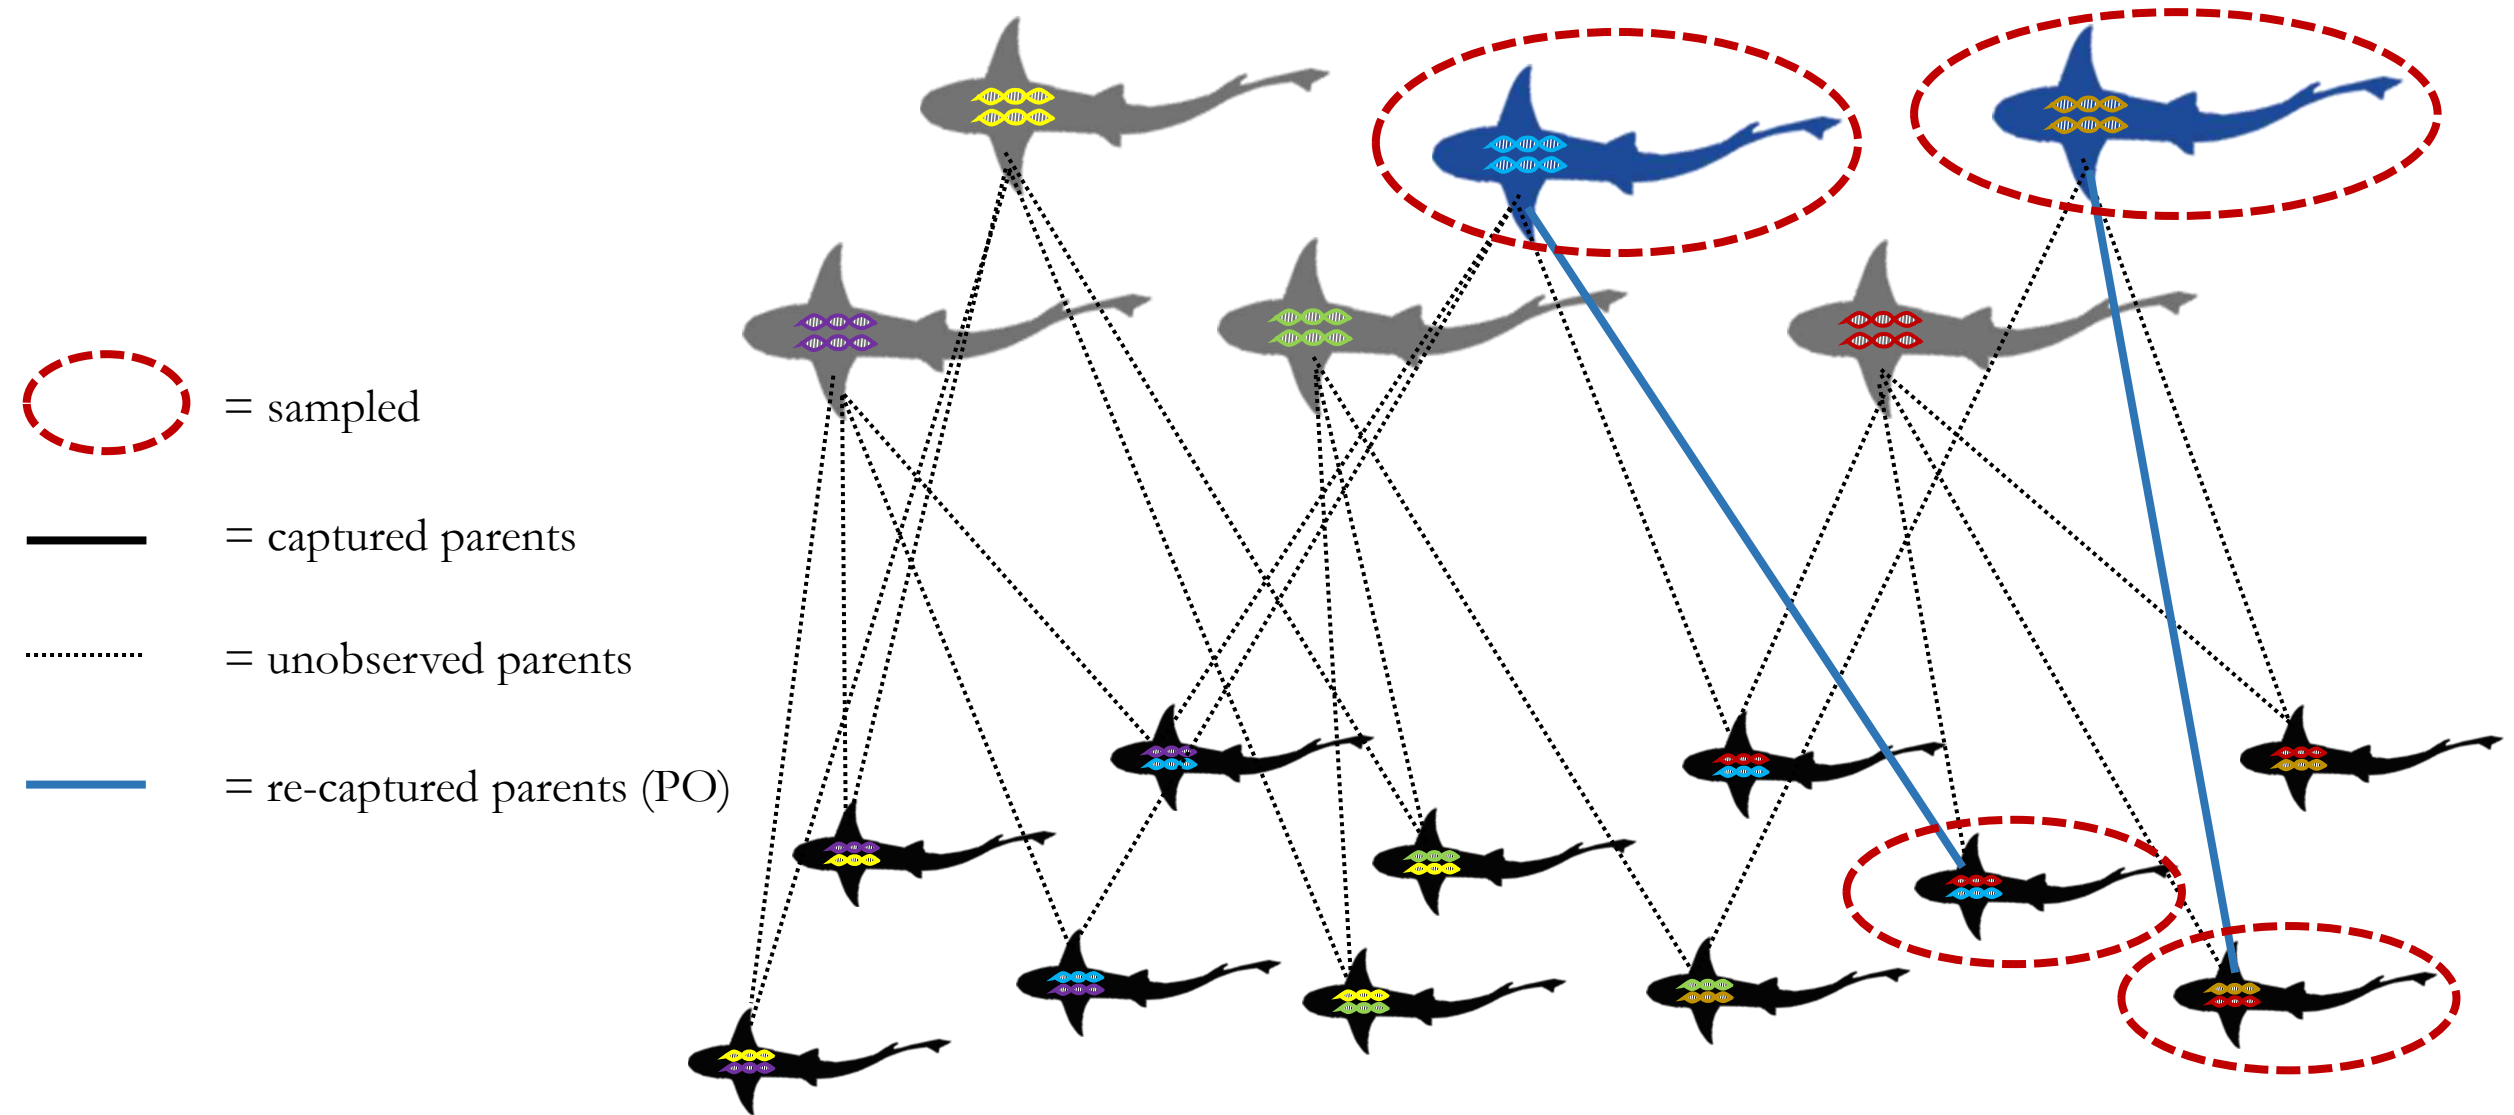 = sampled
= captured parents
= unobserved parents
= re-captured parents (PO)